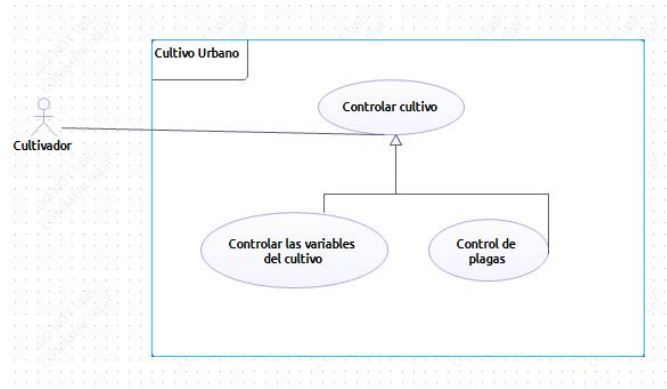 Cultivo Urbano
Controlar cultivo
Cultivador
Controlar las variables
del cultivo
Control de
plagas